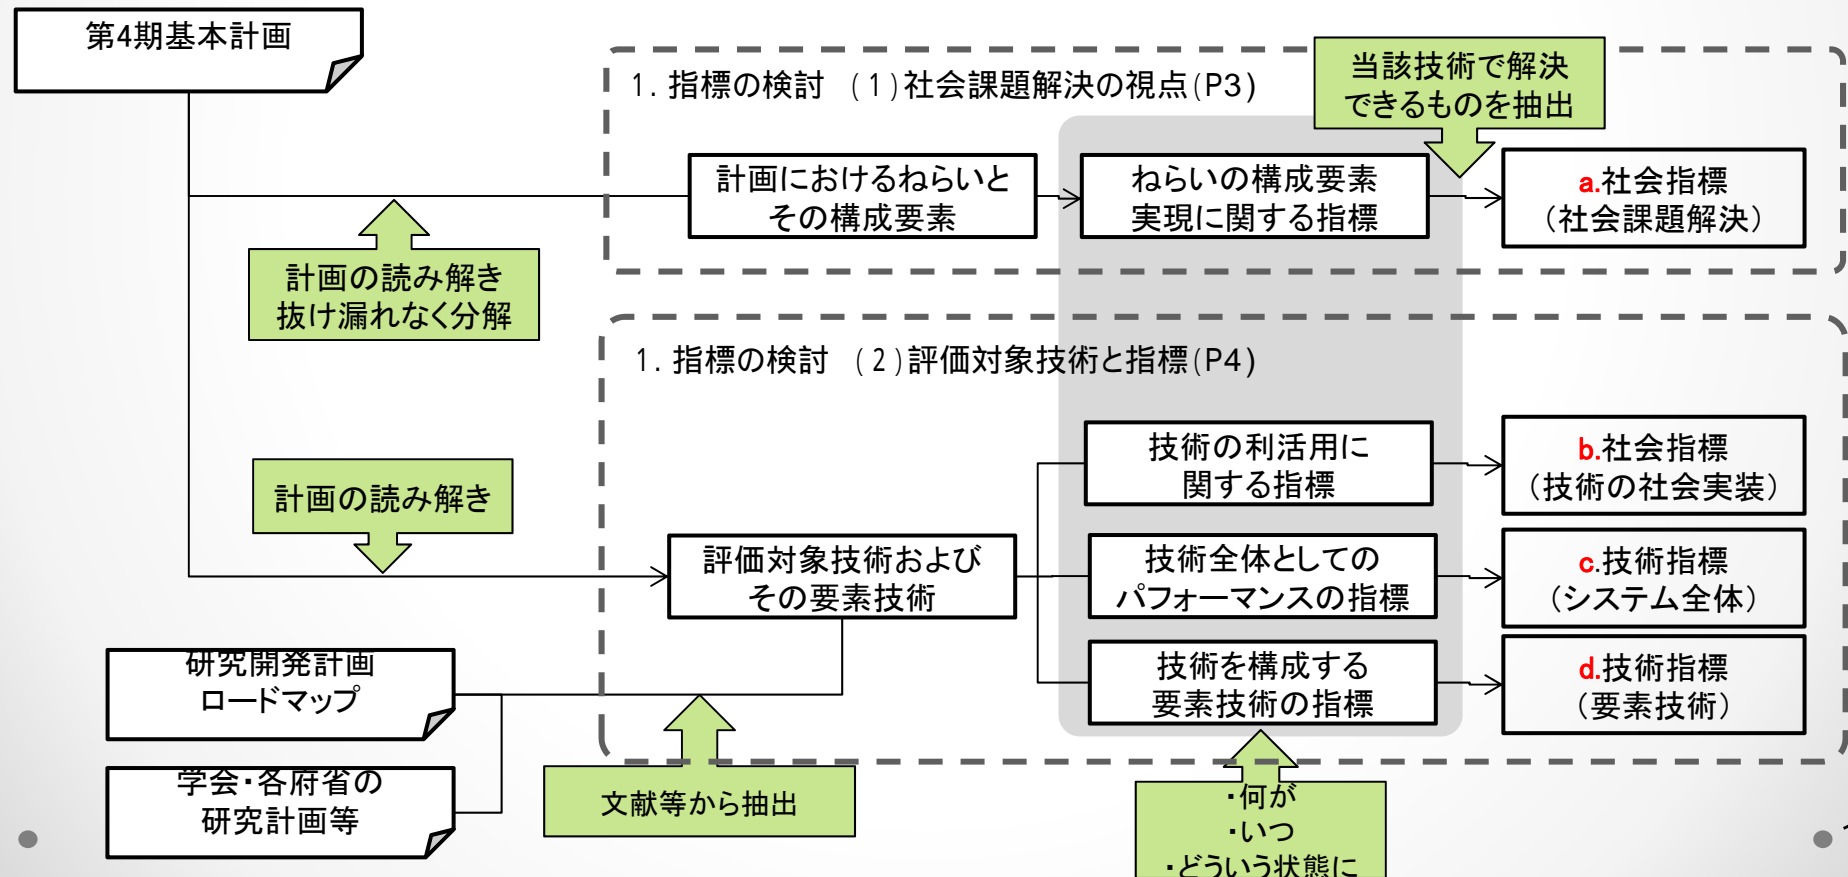 第4期基本計画
1. 指標の検討 (1)社会課題解決の視点(P3)
当該技術で解決
できるものを抽出
計画におけるねらいと
その構成要素
ねらいの構成要素
実現に関する指標
a.社会指標
(社会課題解決)
計画の読み解き
抜け漏れなく分解
1. 指標の検討 (2)評価対象技術と指標(P4)
計画の読み解き
評価対象技術および
その要素技術
技術の利活用に
関する指標
b.社会指標
(技術の社会実装)
技術全体としての
パフォーマンスの指標
c.技術指標
(システム全体)
技術を構成する
要素技術の指標
d.技術指標
(要素技術)
研究開発計画
ロードマップ
学会・各府省の
研究計画等
文献等から抽出
・何が
・いつ
・どういう状態に